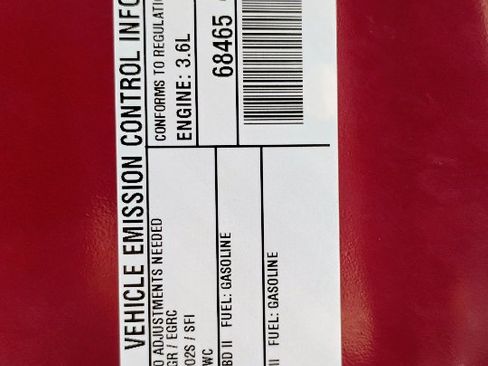 VEHICLE EMISSION CONTROL INFO
CONFORMS TO REGULATI
ENGINE: 3.6L
68465
ADJUSTMENTS NEEDED
GR / EGRC
O2S / SFI
WC
BD II FUEL: GASOLINE
II FUEL: GASOLINE